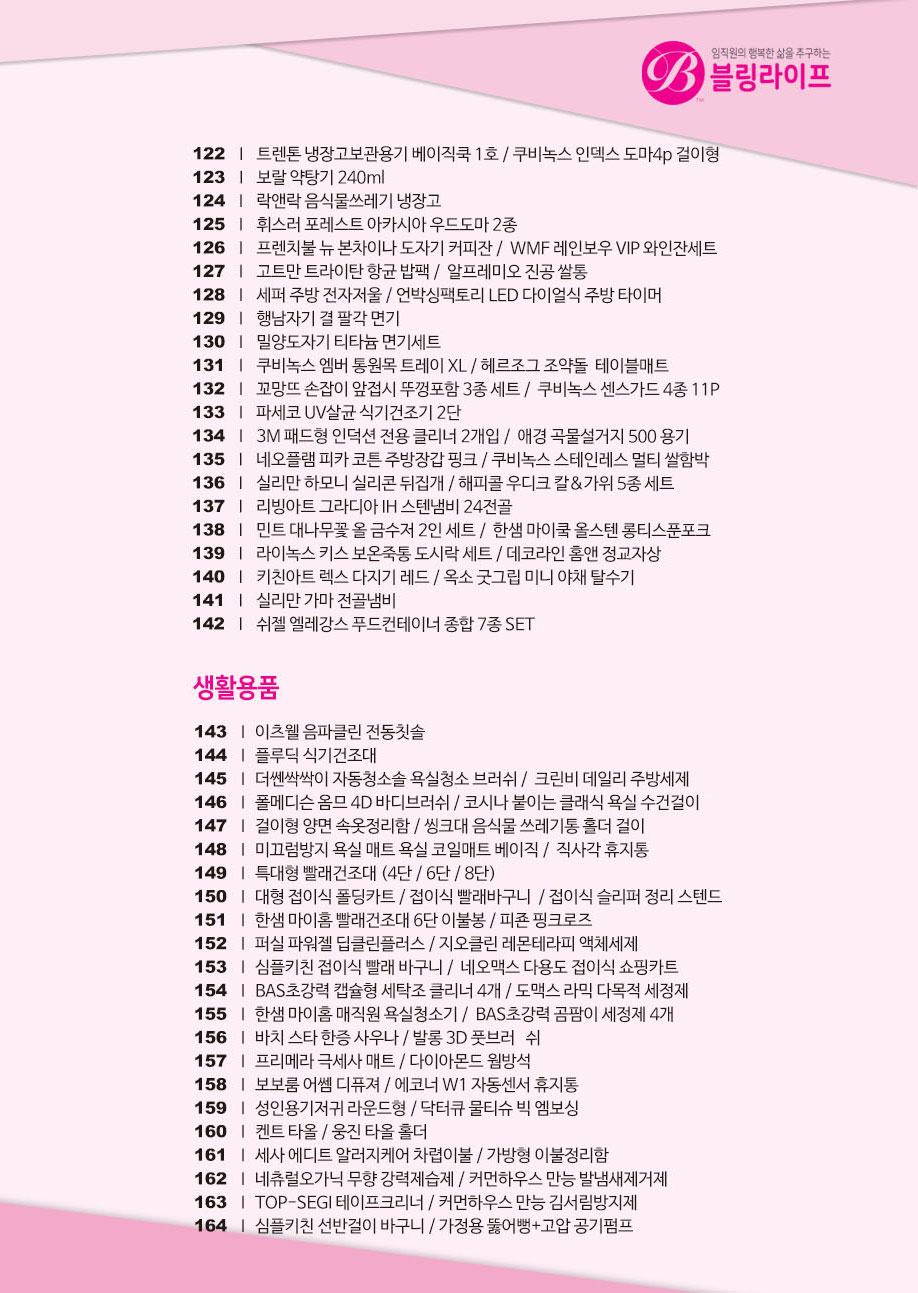 임직원의 행복한 삶을 추구하는
블링라이프
122 | 트렌톤 냉장고보관용기 베이직쿡 1호 / 쿠비녹스 인덱스 도마4p 걸이형
123 | 보랄 약탕기 240ml
124 | 락앤락 음식물쓰레기 냉장고
125 | 휘슬러 포레스트 아카시아 우드도마 2종
126 | 프렌치불 뉴 본차이나 도자기 커피잔 / WMF 레인보우 VIP 와인잔세트
127 | 고트만 트라이탄 항균 밥팩 / 알프레미오 진공 쌀통
128 | 세퍼 주방 전자저울 / 언박싱팩토리 LED 다이얼식 주방 타이머
129 | 행남자기 결 팔각 면기
130 | 밀양도자기 티타늄 면기세트
131 | 쿠비녹스 엠버 통원목 트레이 XL / 헤르조그 조약돌 테이블매트
132 | 꼬망뜨 손잡이 앞접시 뚜껑포함 3종 세트 / 쿠비녹스 센스가드 4종 11P
133 | 파세코 UV살균 식기건조기 2단
134 | 3M 패드형 인덕션 전용 클리너 2개입 / 애경 곡물설거지 500 용기
135 | 네오플램 피카 코튼 주방장갑 핑크 / 쿠비녹스 스테인레스 멀티 쌀함박
136 | 실리만 하모니 실리콘 뒤집개 / 해피콜 우디크 칼&가위 5종 세트
137 | 리빙아트 그라디아 IH 스텐냄비 24전골
138 | 민트 대나무꽃 올 금수저 2인 세트 / 한샘 마이쿡 올스텐 롱티스푼포크
139 | 라이녹스 키스 보온죽통 도시락 세트 / 데코라인 홈앤 정교자상
140 | 키친아트 렉스 다지기 레드 / 옥소 굿그립 미니 야채 탈수기
141 | 실리만 가마 전골냄비
142 | 쉬젤 엘레강스 푸드컨테이너 종합 7종 SET
생활용품
143 | 이츠웰 음파클린 전동칫솔
144 | 플루딕 식기건조대
145 | 더쎈싹싹이 자동청소솔 욕실청소 브러쉬 / 크린비 데일리 주방세제
146 | 폴메디슨 옴므 4D 바디브러쉬 / 코시나 붙이는 클래식 욕실 수건걸이
147 | 걸이형 양면 속옷정리함 / 씽크대 음식물 쓰레기통 홀더 걸이
148 | 미끄럼방지 욕실 매트 욕실 코일매트 베이직 / 직사각 휴지통
149 | 특대형 빨래건조대 (4단 / 6단 / 8단)
150 | 대형 접이식 폴딩카트 / 접이식 빨래바구니 / 접이식 슬리퍼 정리 스텐드
151 | 한샘 마이홈 빨래건조대 6단 이불봉 / 피죤 핑크로즈
152 | 퍼실 파워젤 딥클린플러스 / 지오클린 레몬테라피 액체세제
153 | 심플키친 접이식 빨래 바구니 / 네오맥스 다용도 접이식 쇼핑카트
154 | BAS초강력 캡슐형 세탁조 클리너 4개 / 도맥스 라믹 다목적 세정제
155 | 한샘 마이홈 매직원 욕실청소기 / BAS초강력 곰팜이 세정제 4개
156 | 바치 스타 한증 사우나 / 발롱 3D 풋브러 쉬
157 | 프리메라 극세사 매트 / 다이아몬드 웜방석
158 | 보보룸 어쩸 디퓨져 / 에코너 W1 자동센서 휴지통
159 | 성인용기저귀 라운드형 / 닥터큐 물티슈 빅 엠보싱
160 | 켄트 타올 / 웅진 타올 홀더
161 | 세사 에디트 알러지케어 차렵이불 / 가방형 이불정리함
162 | 네츄럴오가닉 무향 강력제습제 / 커먼하우스 만능 발냄새제거제
163 | TOP-SEGI 테이프크리너 / 커먼하우스 만능 김서림방지제
164 | 심플키친 선반걸이 바구니 / 가정용 뚫어뻥+고압 공기펌프